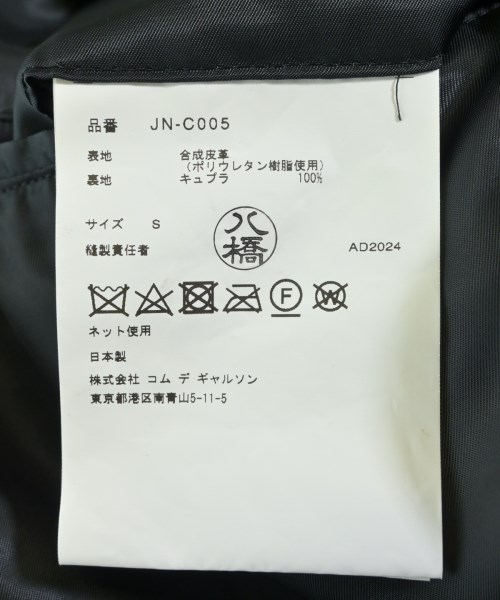 品番 JN-C005
表地 合成皮革
(ポリウレタン樹脂使用)
裏地 キュプラ 100%
サイズ S
八橋
縫製責任者 AD2024
F W
ネット使用
日本製
株式会社 コム デ ギャルソン
東京都港区南青山5-11-5